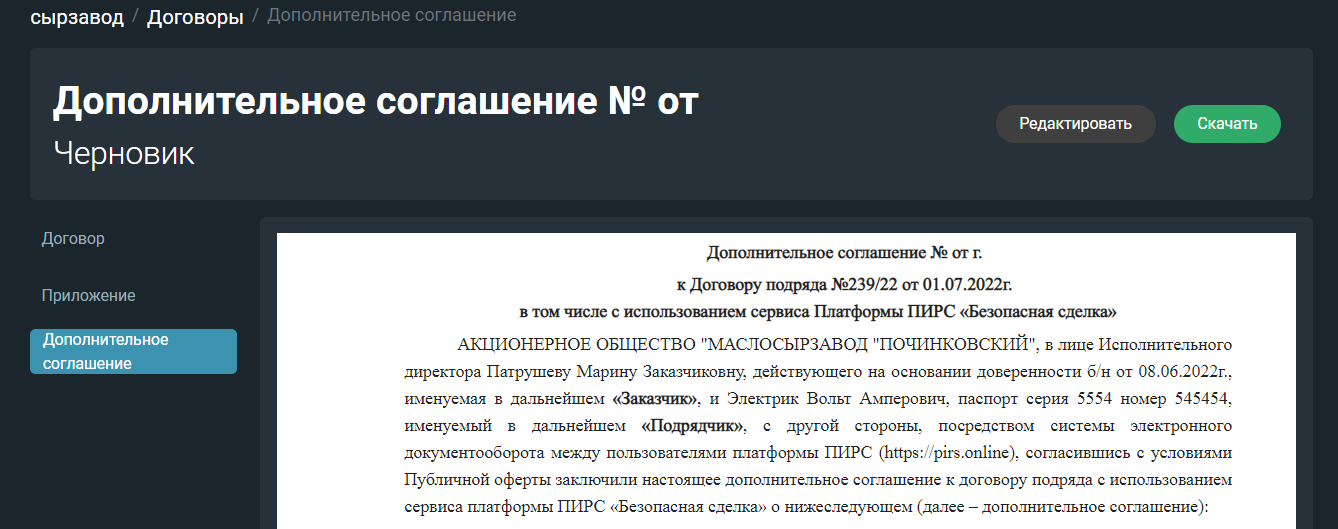 сырзавод / Договоры / Дополнительное соглашение
Дополнительное соглашение № от
Черновик
Редактировать
Скачать
Договор
Приложение
Дополнительное
соглашение
Дополнительное соглашение № от г.
к Договору подряда №239/22 от 01.07.2022г.
в том числе с использованием сервиса Платформы ПИРС «Безопасная сделка»
АКЦИОНЕРНОЕ ОБЩЕСТВО "МАСЛОСЫРЗАВОД "ПОЧИНКОВСКИЙ", в лице Исполнительного
директора Патрушеву Марину Заказчиковну, действующего на основании доверенности б/н от 08.06.2022г.,
именуемая в дальнейшем «Заказчик», и Электрик Вольт Амперович, паспорт серия 5554 номер 545454,
именуемый в дальнейшем «Подрядчик», с другой стороны, посредством системы электронного
документооборота между пользователями платформы ПИРС (https://pirs.online), согласившись с условиями
Публичной оферты заключили настоящее дополнительное соглашение к договору подряда с использованием
сервиса платформы ПИРС «Безопасная сделка» о нижеследующем (далее – дополнительное соглашение):